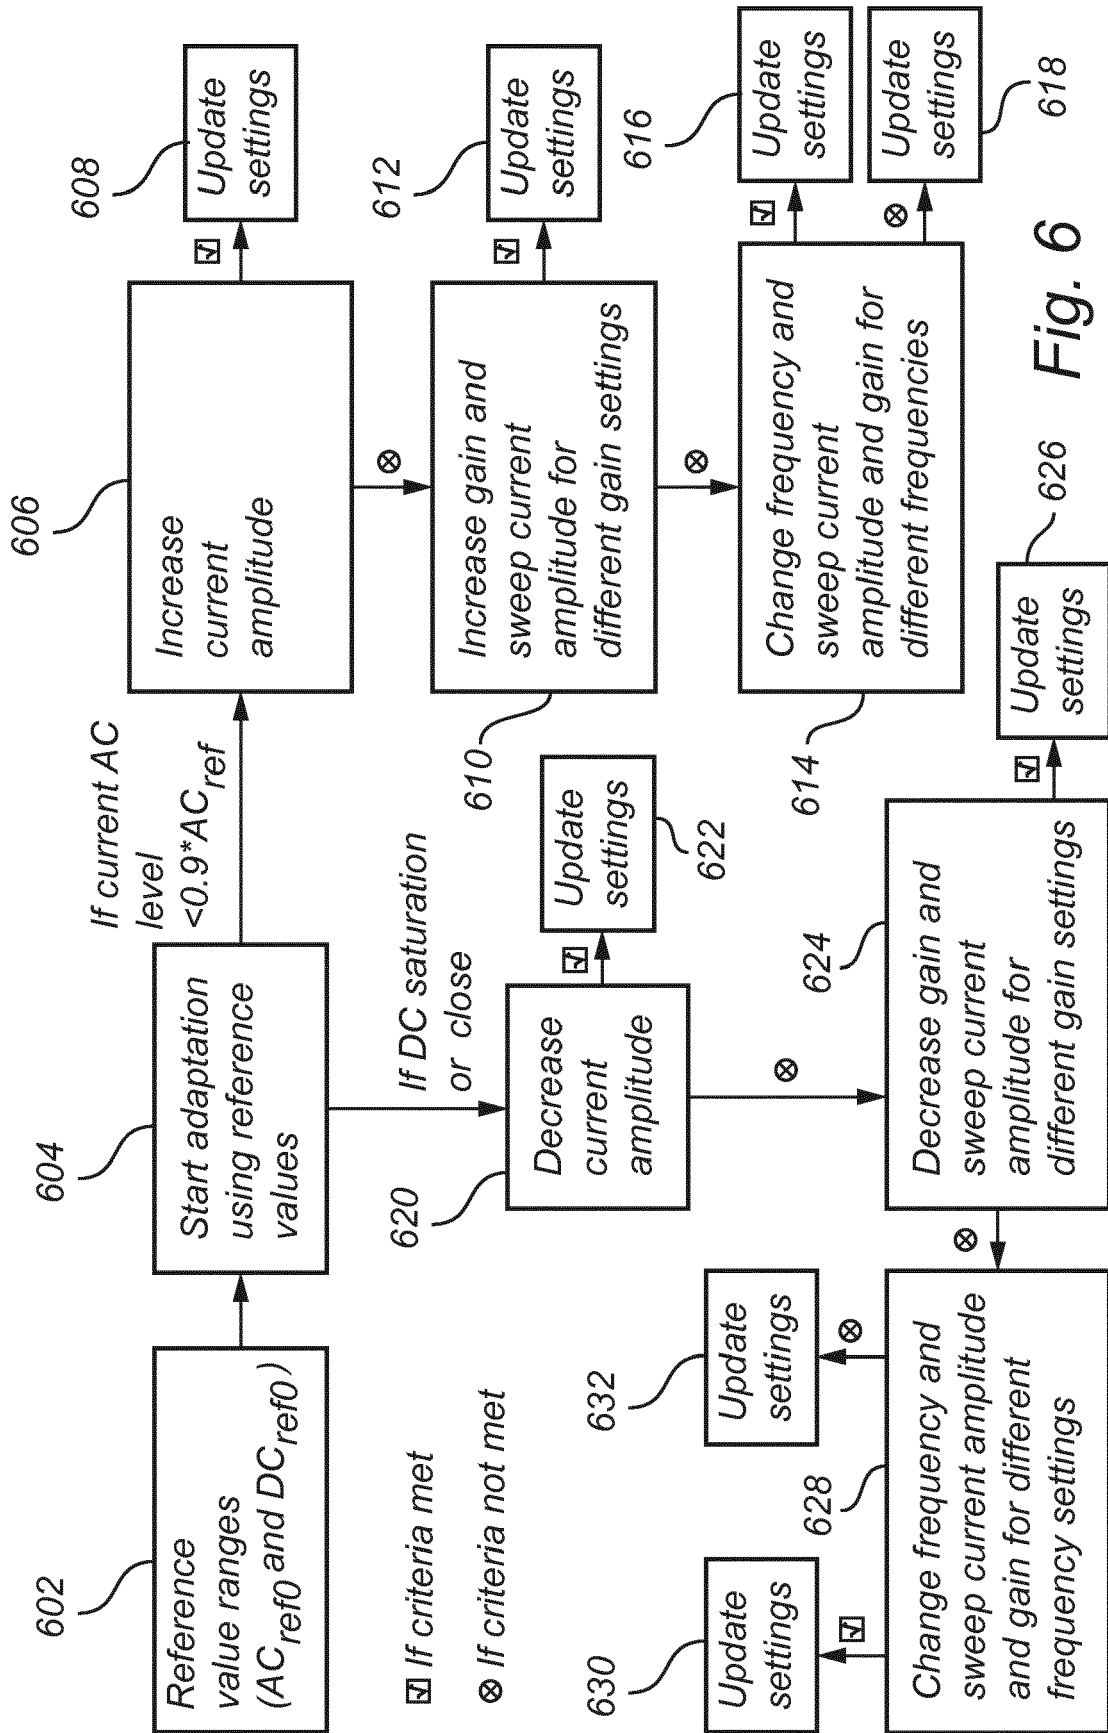 602
Reference
value ranges
(AC_ref0 and DC_ref0)
604
Start adaptation
using reference
values
If current AC
level
<0.9*AC_ref
606
Increase
current
amplitude
608
Update
settings
610
Increase gain and
sweep current
amplitude for
different gain settings
612
Update
settings
614
Change frequency and
sweep current
amplitude and gain for
different frequencies
616
Update
settings
618
Update
settings
If DC saturation
or close
620
Decrease
current
amplitude
622
Update
settings
624
Decrease gain and
sweep current
amplitude for
different gain settings
626
Update
settings
628
Change frequency and
sweep current amplitude
and gain for different
frequency settings
630
Update
settings
632
Update
settings
☑ If criteria met
⊗ If criteria not met
Fig. 6